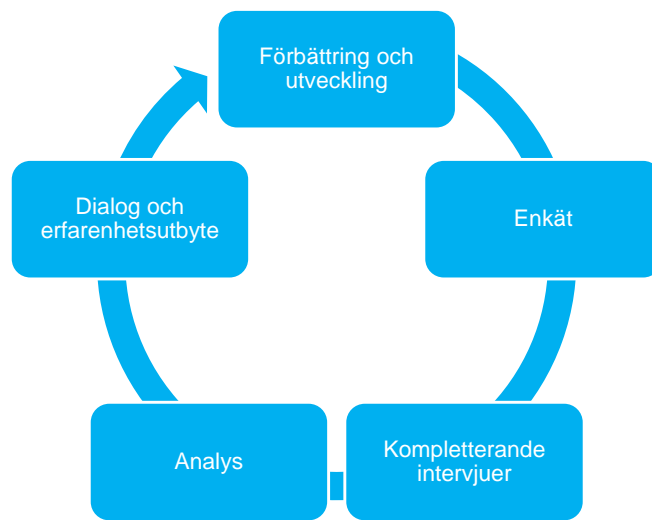 Förbättring och
utveckling
Enkät
Kompletterande
intervjuer
Analys
Dialog och
erfarenhetsutbyte